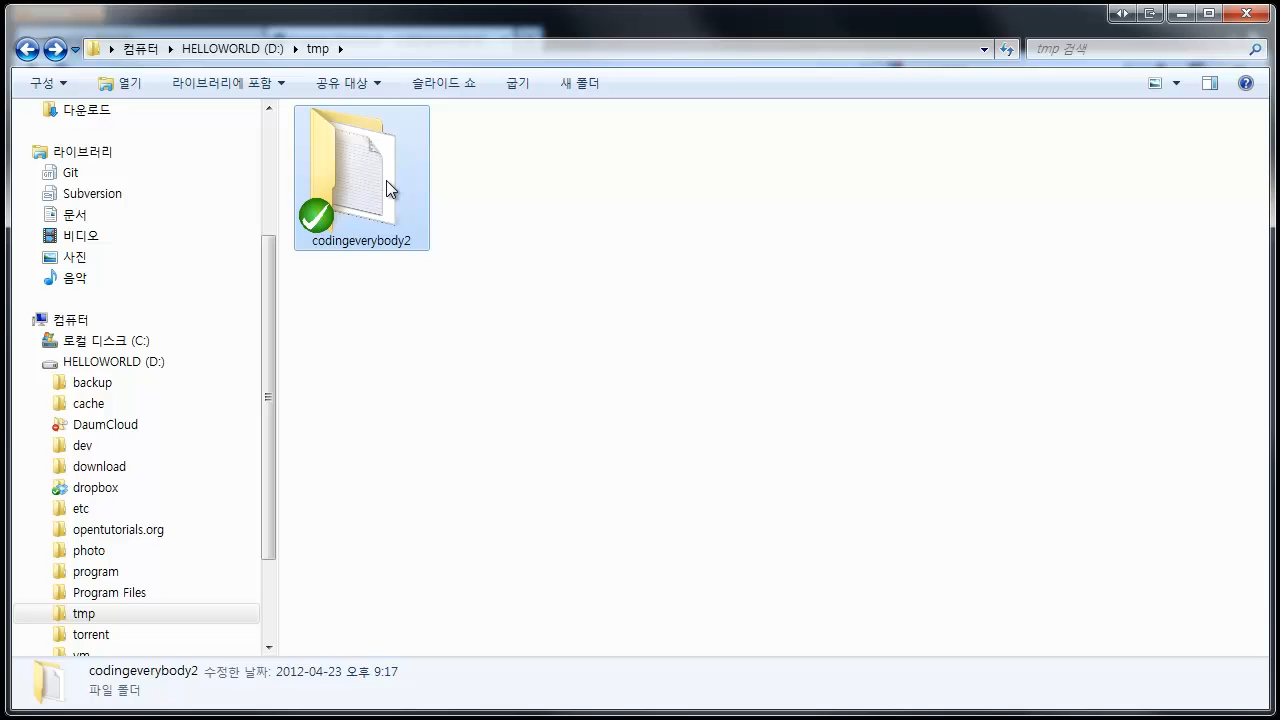 컴퓨터 HELLOWORLD (D:) tmp
tmp 검색
구성 열기 라이브러리에 포함 공유 대상 슬라이드 쇼 굽기 새 폴더
다운로드
라이브러리
Git
Subversion
문서
비디오
사진
음악
컴퓨터
로컬 디스크 (C:)
HELLOWORLD (D:)
backup
cache
DaumCloud
dev
download
dropbox
etc
opentutorials.org
photo
program
Program Files
tmp
torrent
vm
codingeverybody2
codingeverybody2 수정한 날짜: 2012-04-23 오후 9:17
파일 폴더